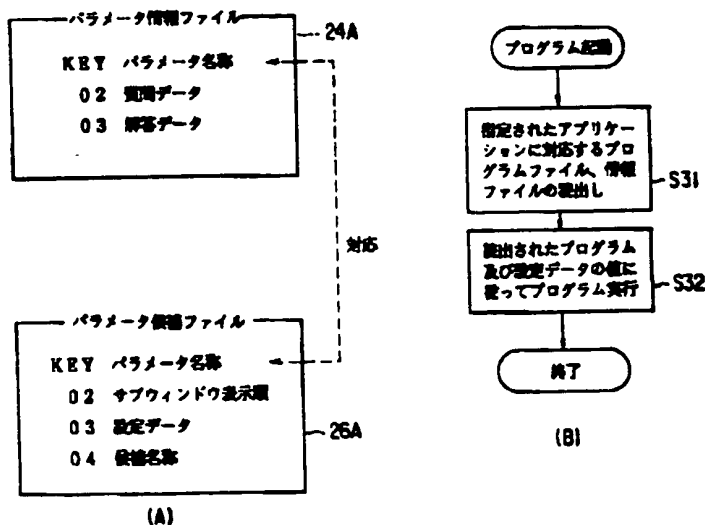 パラメータ情報ファイル
24A
KEY パラメータ名称
02 質問データ
03 解答データ
対応
パラメータ候補ファイル
KEY パラメータ名称
02 サブウィンドウ表示順
03 設定データ
04 候補名称
26A
(A)
プログラム起動
指定されたアプリケー
ションに対応するプロ
グラムファイル、情報
ファイルの読出し
S31
読出されたプログラム
及び設定データの値に
従ってプログラム実行
S32
終了
(B)